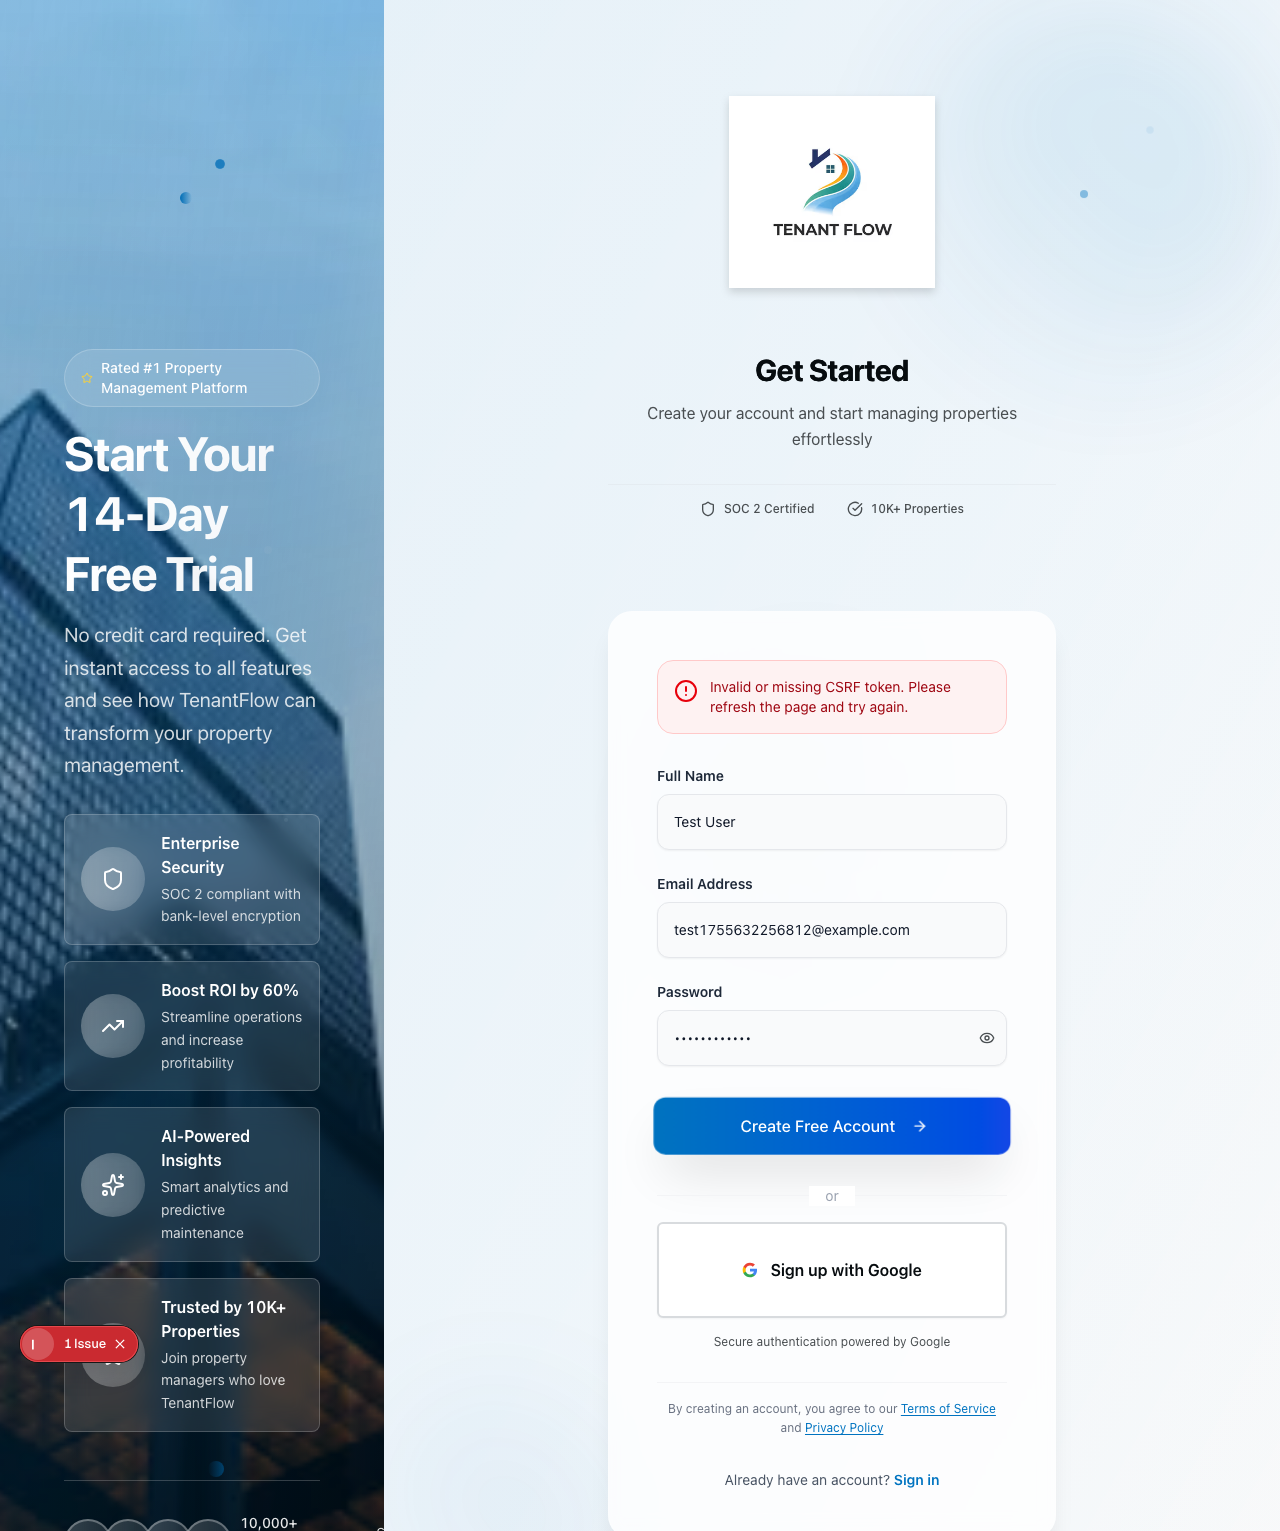 Rated #1 Property
Management Platform
Start Your
14-Day
Free Trial
No credit card required. Get
instant access to all features
and see how TenantFlow can
transform your property
management.
Enterprise
Security
SOC 2 compliant with
bank-level encryption
Boost ROI by 60%
Streamline operations
and increase
profitability
AI-Powered
Insights
Smart analytics and
predictive
maintenance
Trusted by 10K+
Properties
Join property
managers who love
TenantFlow
1 Issue
10,000+
TENANT FLOW
Get Started
Create your account and start managing properties
effortlessly
SOC 2 Certified
10K+ Properties
Invalid or missing CSRF token. Please
refresh the page and try again.
Full Name
Test User
Email Address
test1755632256812@example.com
Password
••••••••••••
Create Free Account
or
Sign up with Google
Secure authentication powered by Google
By creating an account, you agree to our Terms of Service
and Privacy Policy
Already have an account? Sign in